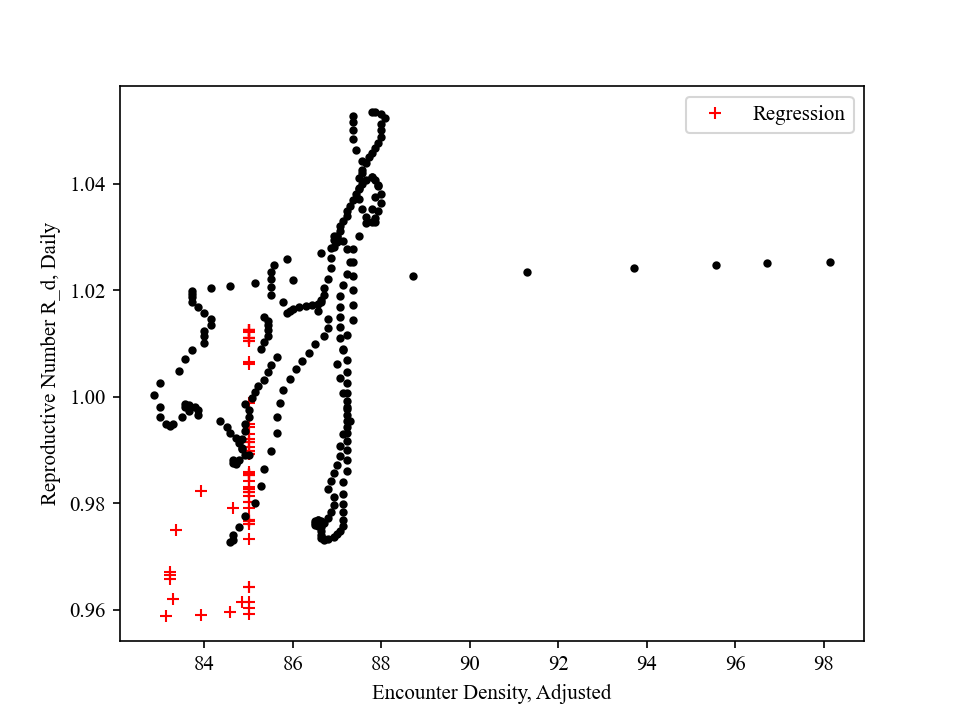 Regression
1.04
1.02
1.00
0.98
0.96
Reproductive Number R_d, Daily
84 86 88 90 92 94 96 98
Encounter Density, Adjusted